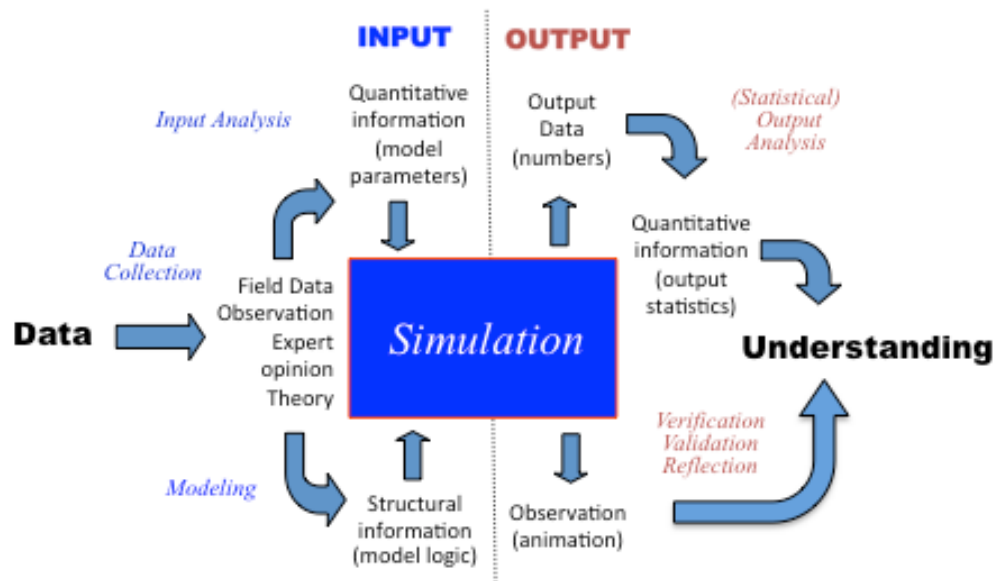 INPUT
OUTPUT
Input Analysis
Quantitative
information
(model
parameters)
Output
Data
(numbers)
(Statistical)
Output
Analysis
Data
Collection
Field Data
Observation
Expert
opinion
Theory
Data
Simulation
Quantitative
information
(output
statistics)
Understanding
Modeling
Structural
information
(model logic)
Observation
(animation)
Verification
Validation
Reflection